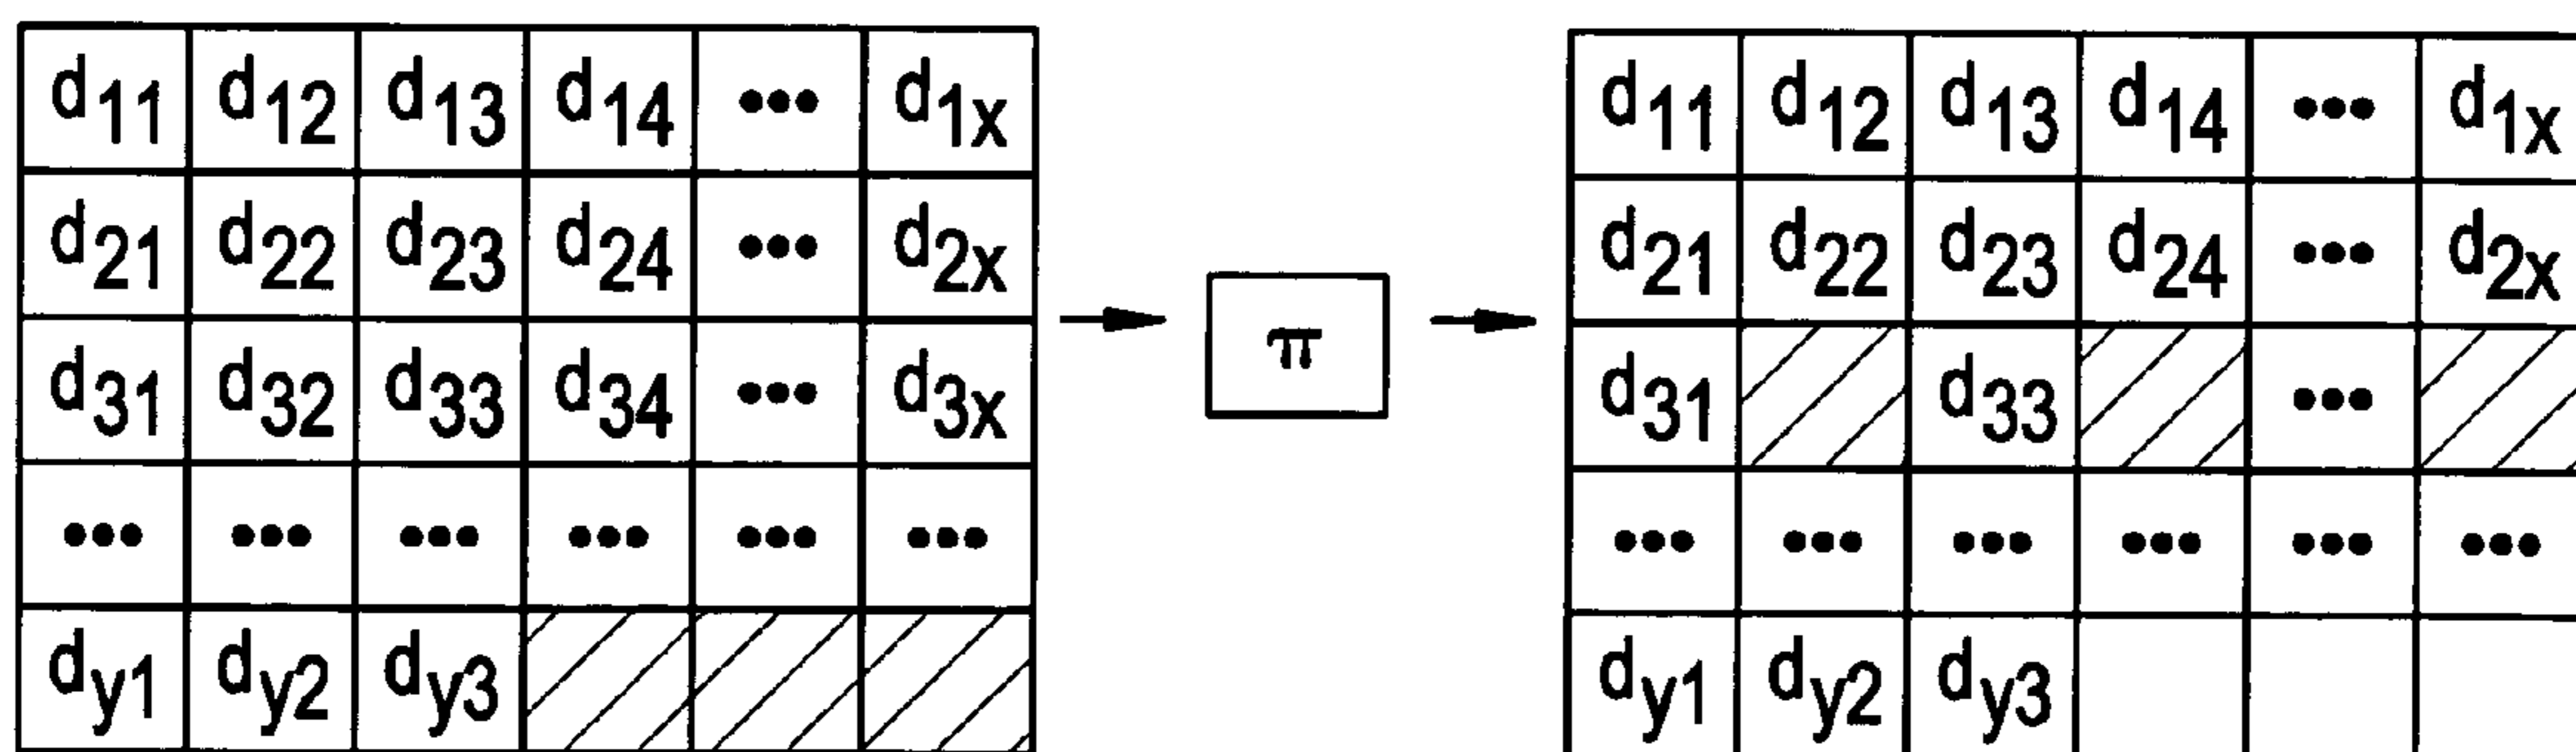 d11 d12 d13 d14 ••• d1x
d21 d22 d23 d24 ••• d2x
d31 d32 d33 d34 ••• d3x
••• ••• ••• ••• ••• •••
dy1 dy2 dy3
π
d11 d12 d13 d14 ••• d1x
d21 d22 d23 d24 ••• d2x
d31 d33 •••
••• ••• ••• ••• ••• •••
dy1 dy2 dy3